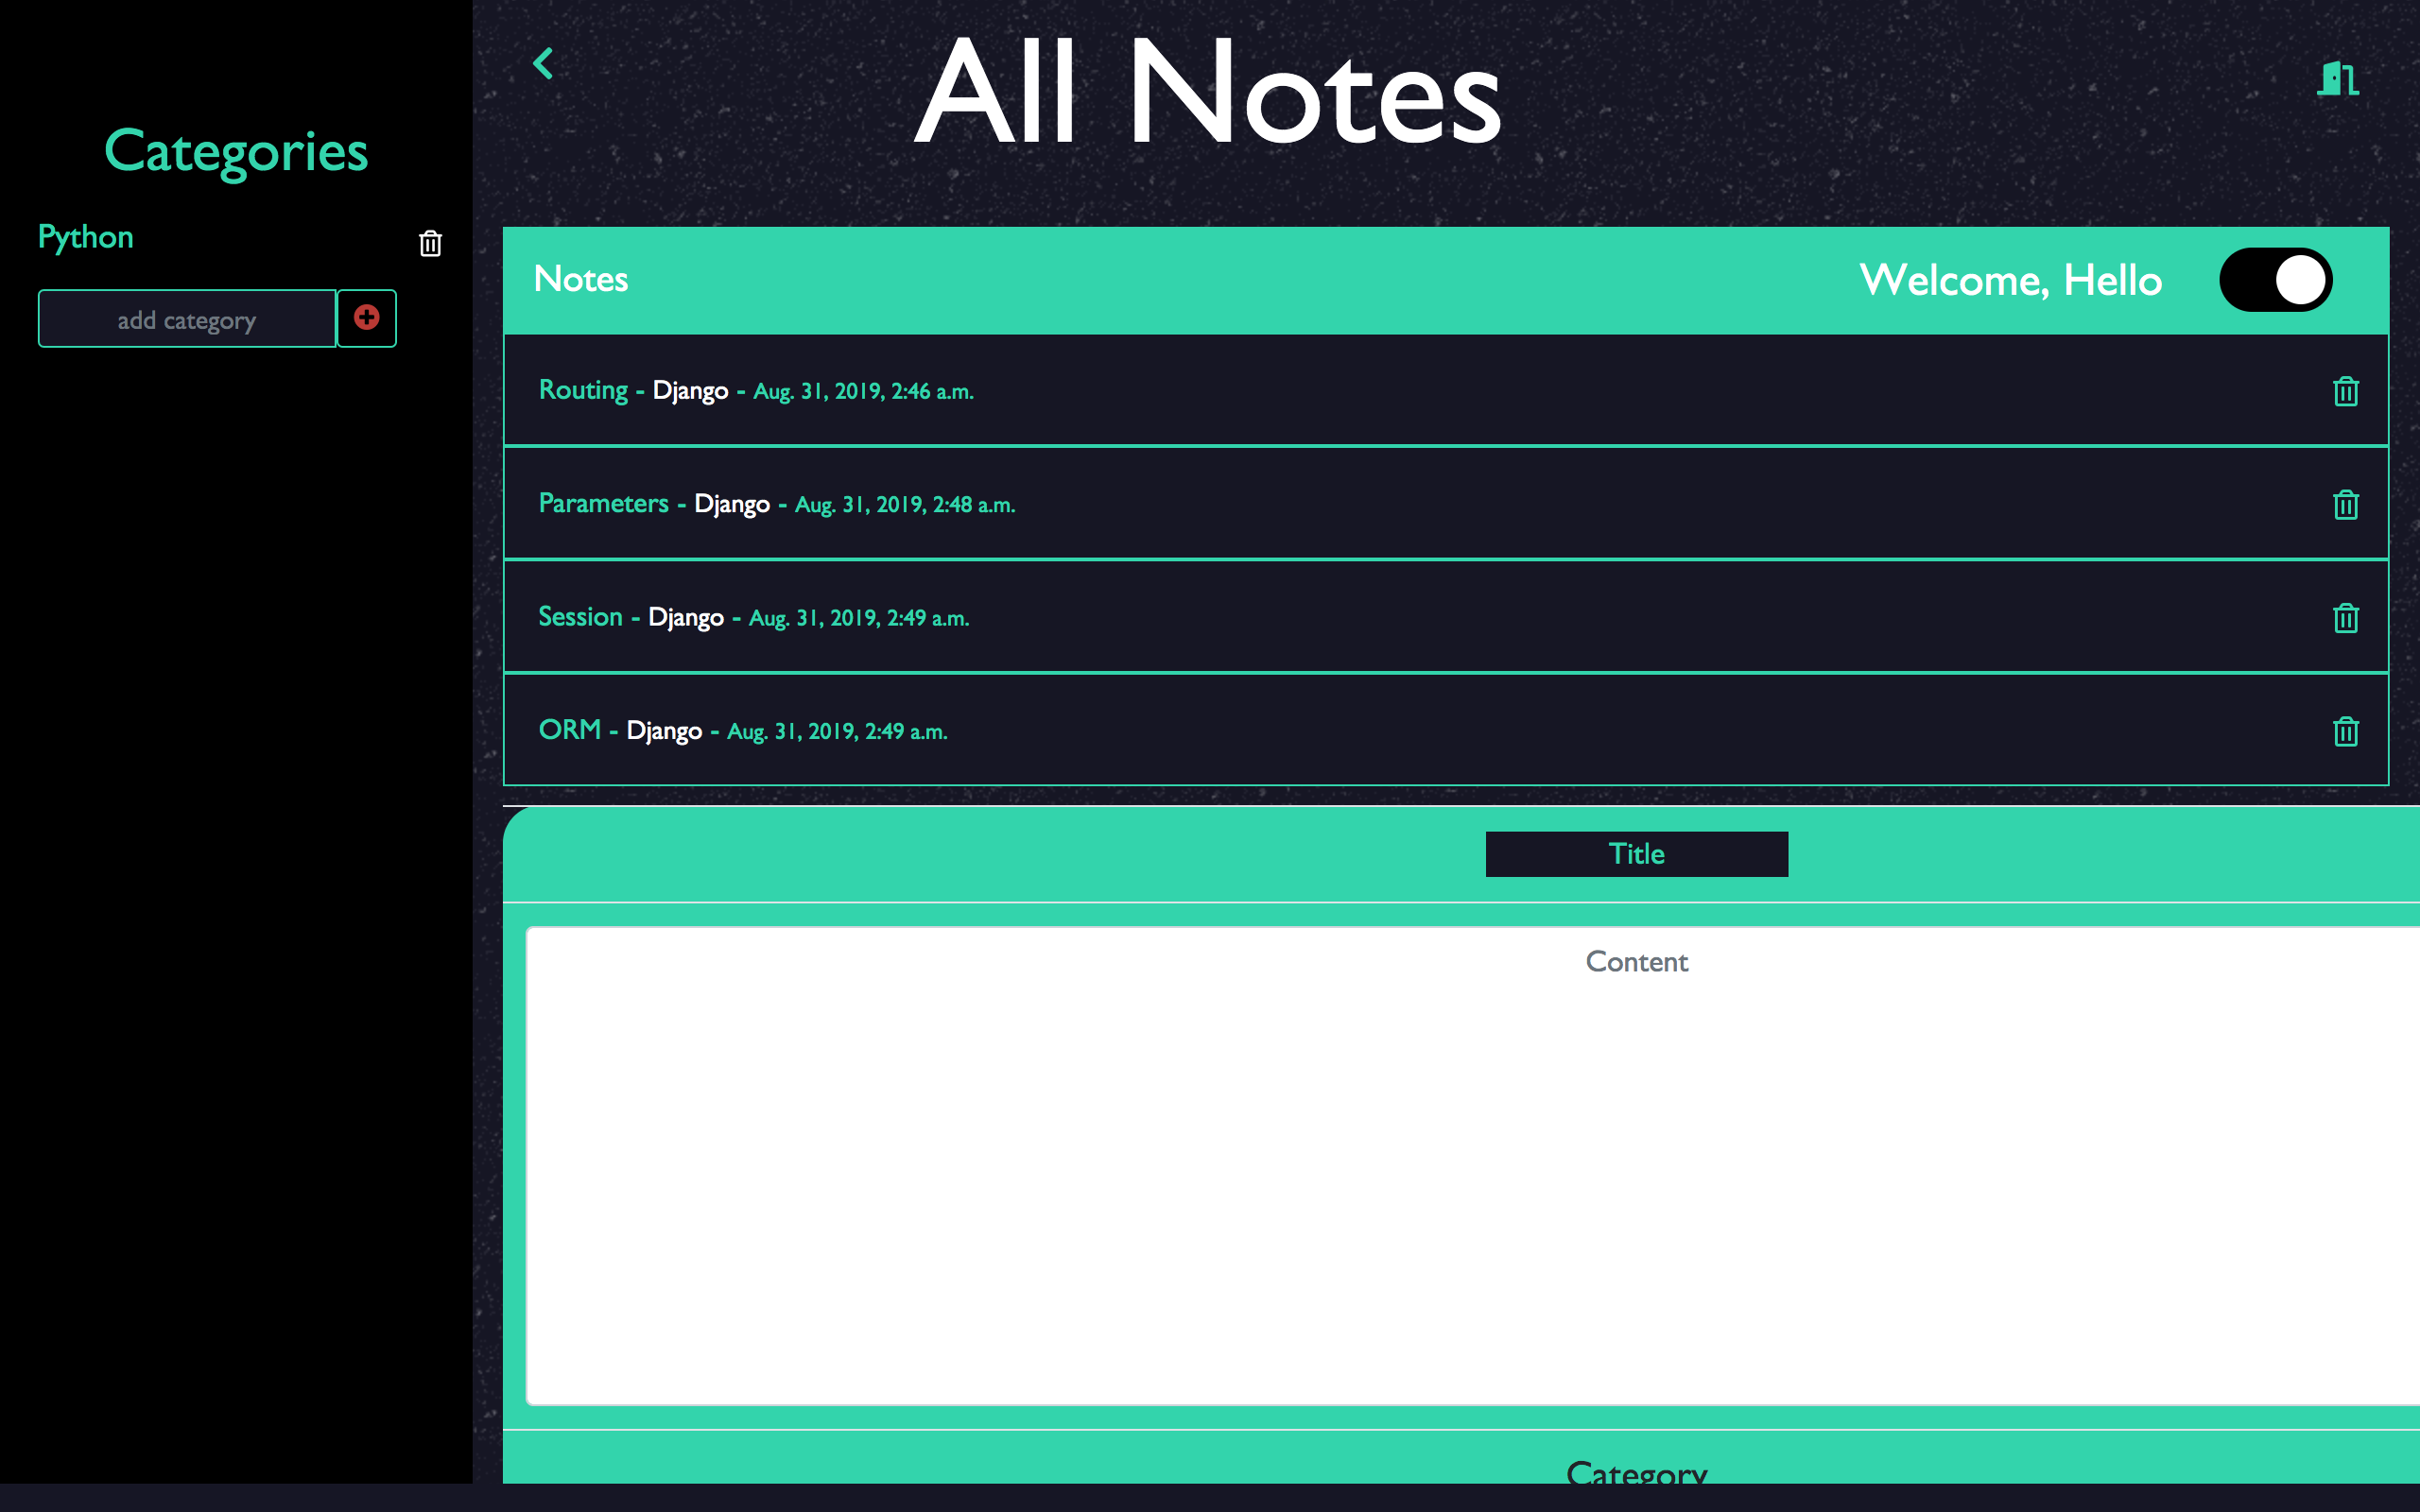 All Notes
Categories
Python
add category
Notes
Welcome, Hello
Routing - Django - Aug. 31, 2019, 2:46 a.m.
Parameters - Django - Aug. 31, 2019, 2:48 a.m.
Session - Django - Aug. 31, 2019, 2:49 a.m.
ORM - Django - Aug. 31, 2019, 2:49 a.m.
Title
Content
Category